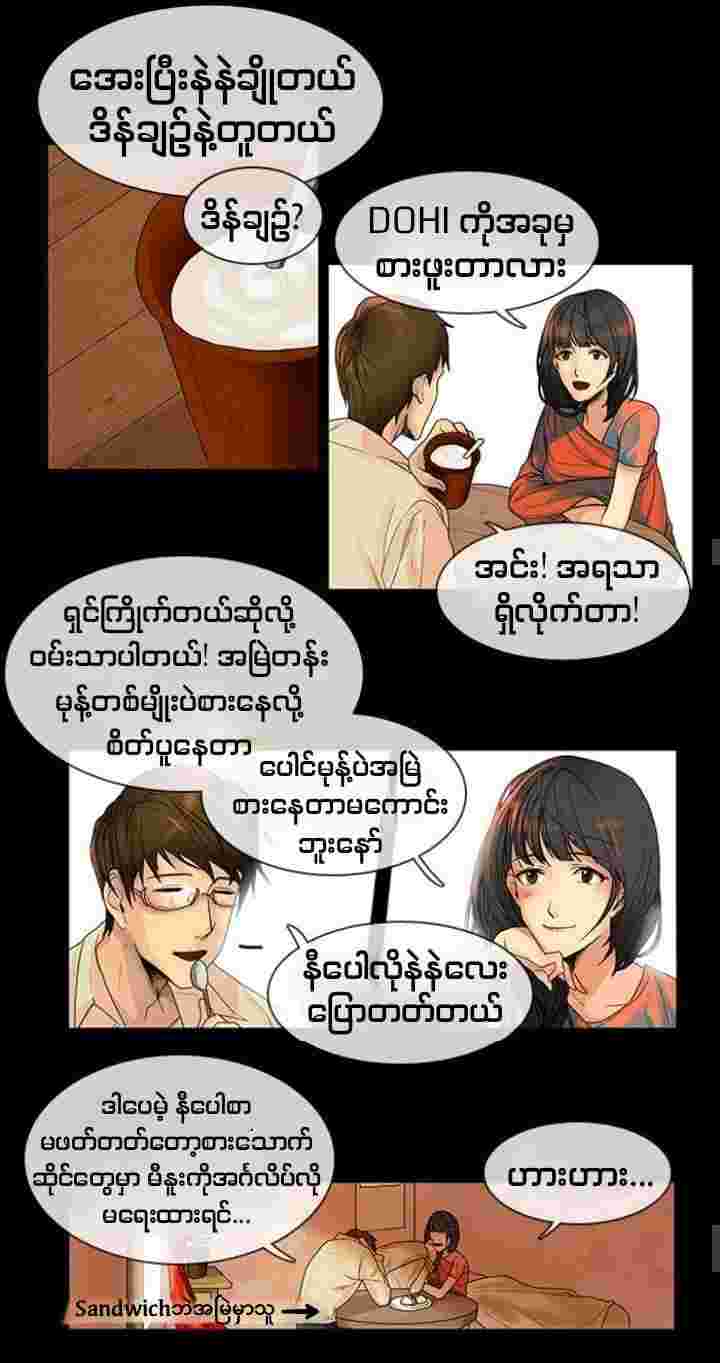 အေးပြီးနဲနဲချိုတယ်
ဒိန်ချဉ်နဲ့တူတယ်
ဒိန်ချဉ်?
DOHI ကိုအခုမှ
စားဖူးတာလား
အင်း! အရသာ
ရှိလိုက်တာ!
ရှင်ကြိုက်တယ်ဆိုလို့
ဝမ်းသာပါတယ်! အမြဲတန်း
မုန့်တစ်မျိုးပဲစားနေလို့
စိတ်ပူနေတာ
ပေါင်မုန့်ပဲအမြဲ
စားနေတာမကောင်း
ဘူးနော်
နီပေါလိုနဲနဲလေး
ပြောတတ်တယ်
ဒါပေမဲ့ နီပေါစာ
မဖတ်တတ်တော့စားသောက်
ဆိုင်တွေမှာ မီနူးကိုအင်္ဂလိပ်လို
မရေးထားရင်...
ဟားဟား...
Sandwichဘဲအမြဲမှာသူ